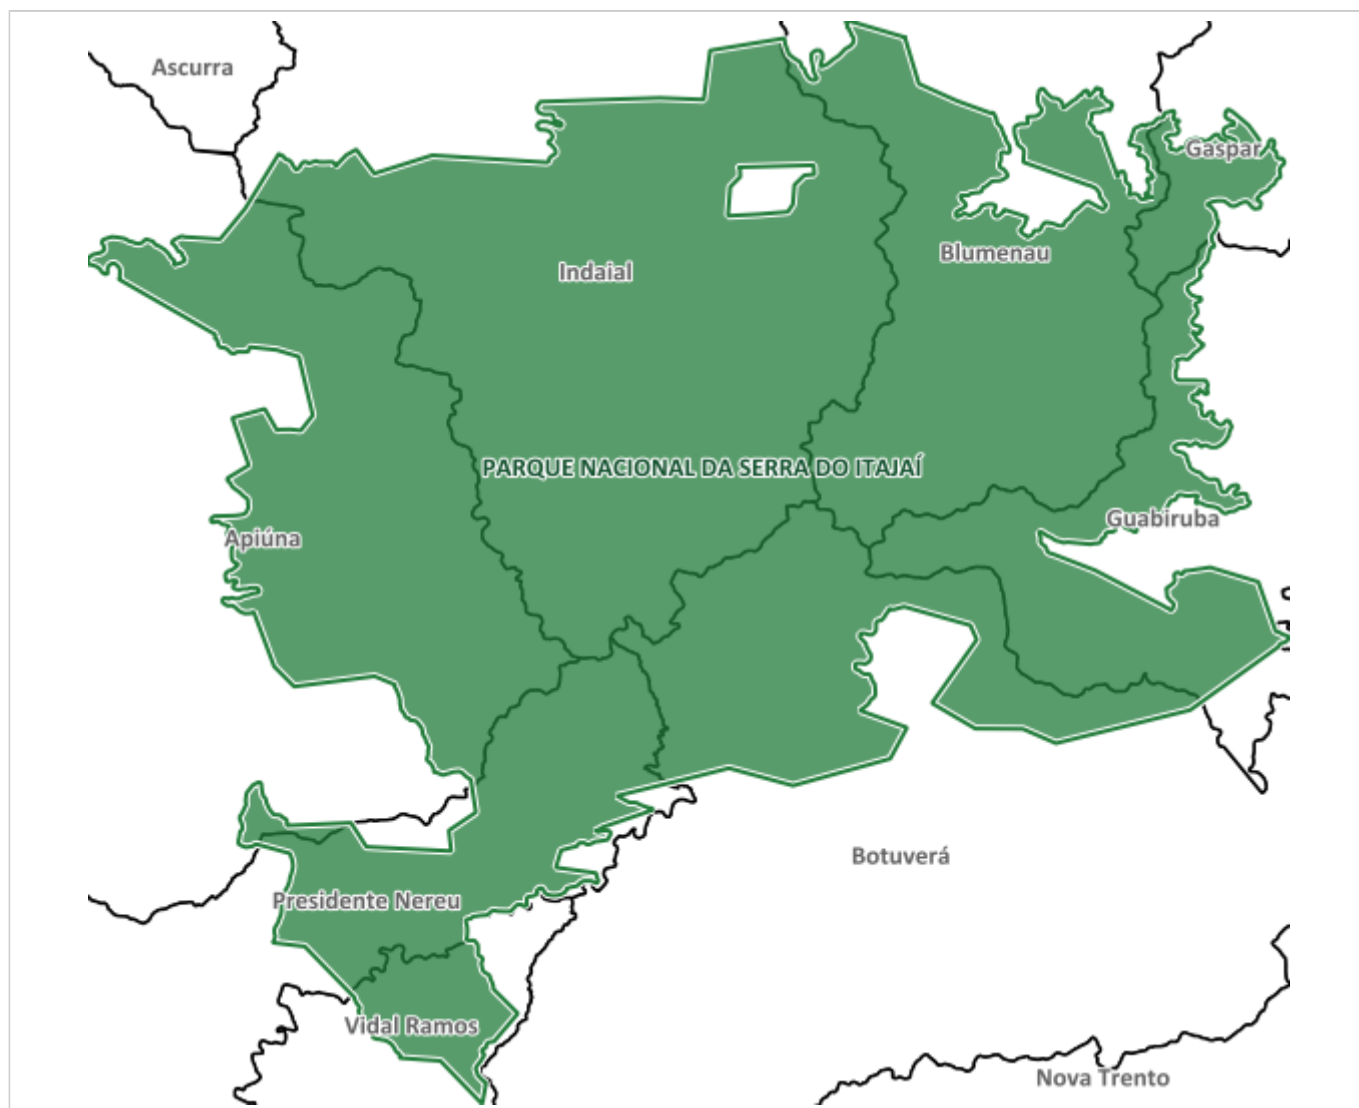 Ascurra
Gaspar
Blumenau
Indaial
PARQUE NACIONAL DA SERRA DO ITAJAÍ
Guabiruba
Apiúna
Botuverá
Presidente Nereu
Vidal Ramos
Nova Trento